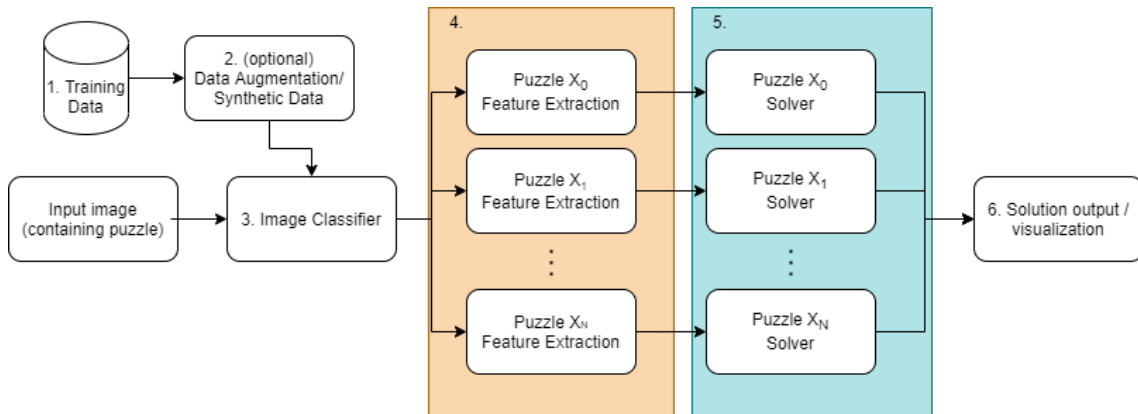 1. Training
Data
2. (optional)
Data Augmentation/
Synthetic Data
Input image
(containing puzzle)
3. Image Classifier
4.
Puzzle X₀
Feature Extraction
Puzzle X₁
Feature Extraction
⋮
Puzzle X_N
Feature Extraction
5.
Puzzle X₀
Solver
Puzzle X₁
Solver
⋮
Puzzle X_N
Solver
6. Solution output /
visualization